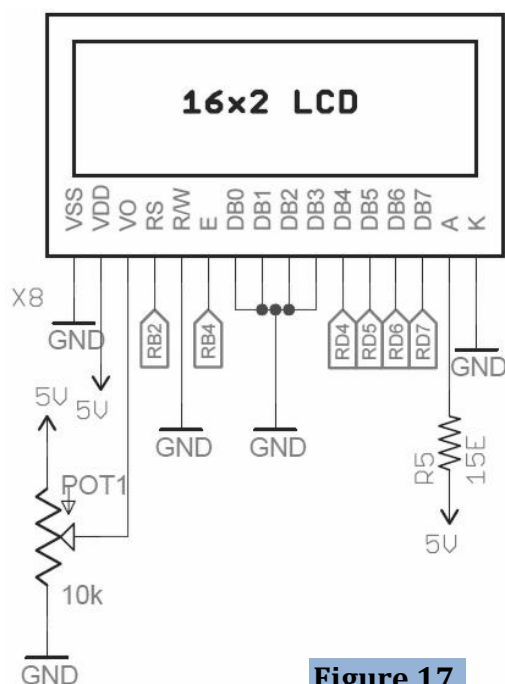 16x2 LCD
VSS VDD VO RS R/W E DB0 DB1 DB2 DB3 DB4 DB5 DB6 DB7 A K
X8
GND
RB2
RB4
RD4 RD5 RD6 RD7
GND
5V
5V
GND
GND
R5
15E
POT1
5V
10k
GND
Figure 17